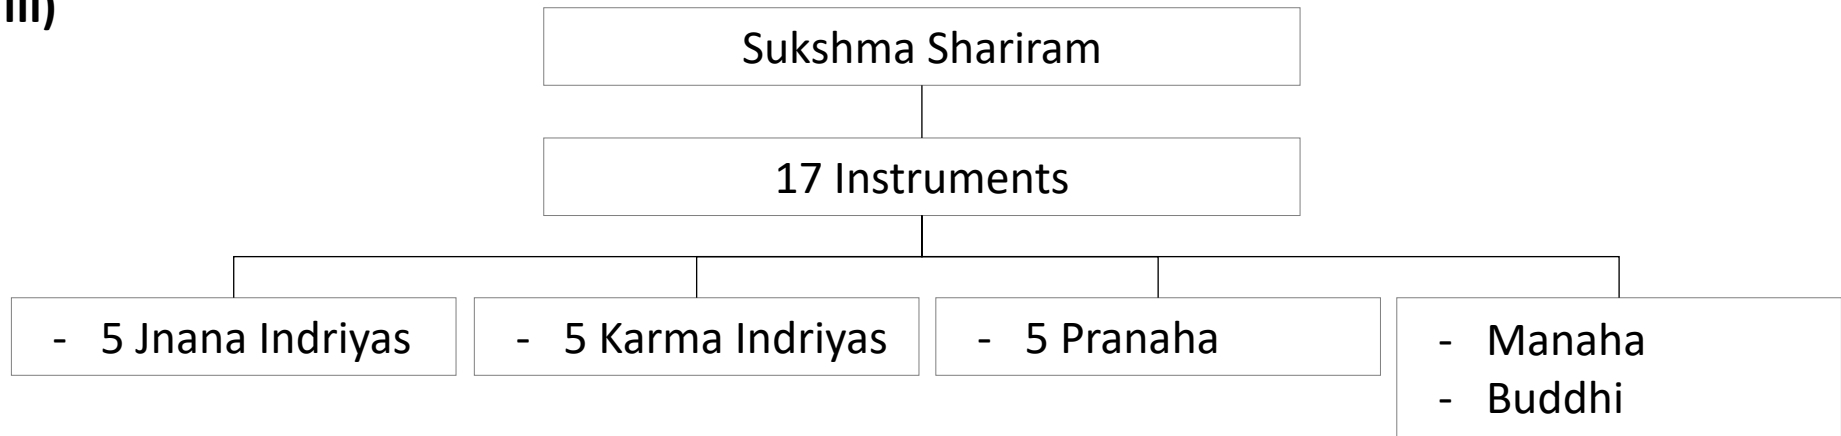 III)
Sukshma Shariram
17 Instruments
- 5 Jnana Indriyas
- 5 Karma Indriyas
- 5 Pranaha
- Manaha
- Buddhi